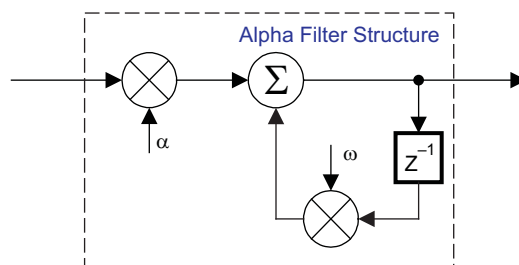 Alpha Filter Structure
Σ
α
ω
Z⁻¹